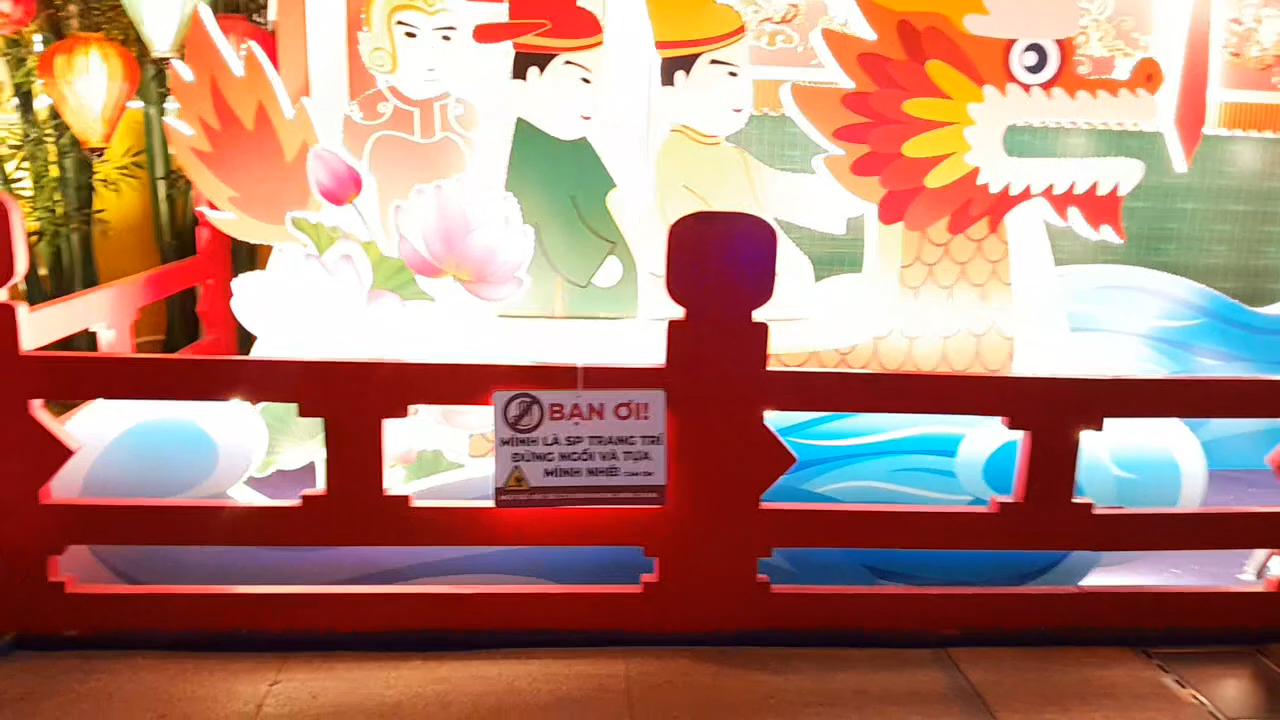 BẠN ƠI!
MÌNH LÀ SP TRANG TRÍ
ĐỪNG NGỒI VÀ TỰA
MÌNH NHÉ!